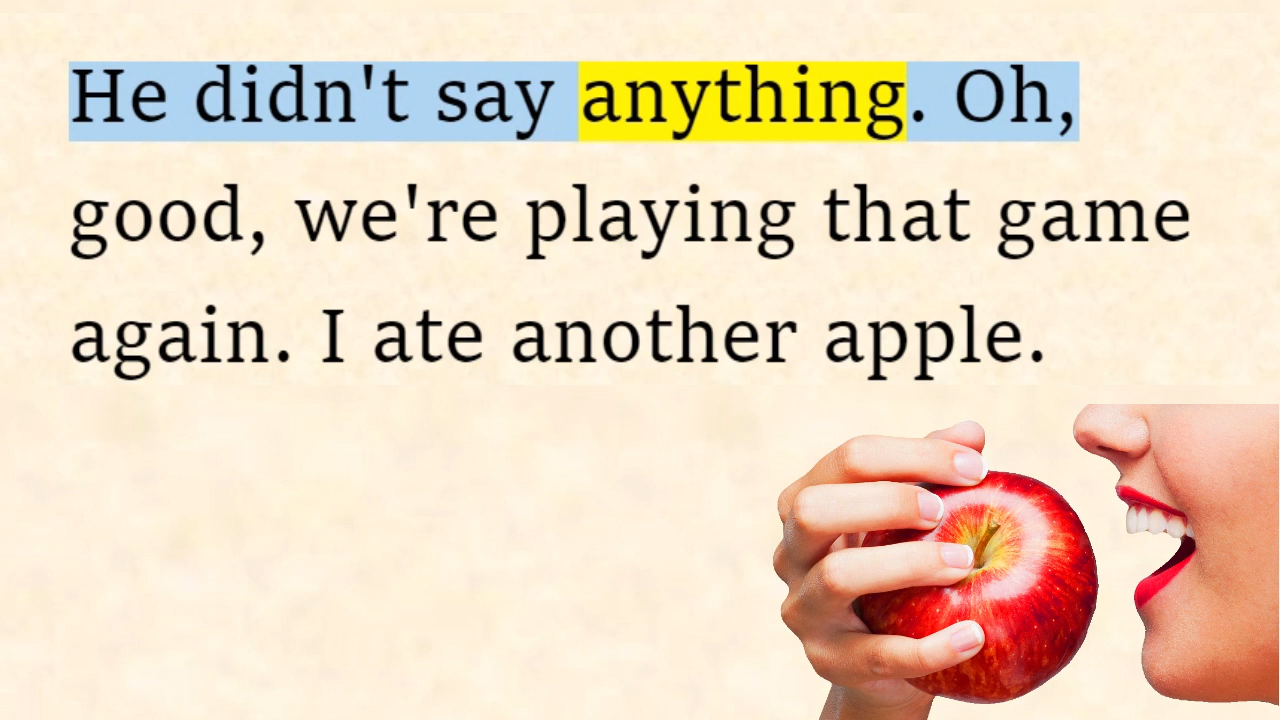 He didn't say anything. Oh,
good, we're playing that game
again. I ate another apple.